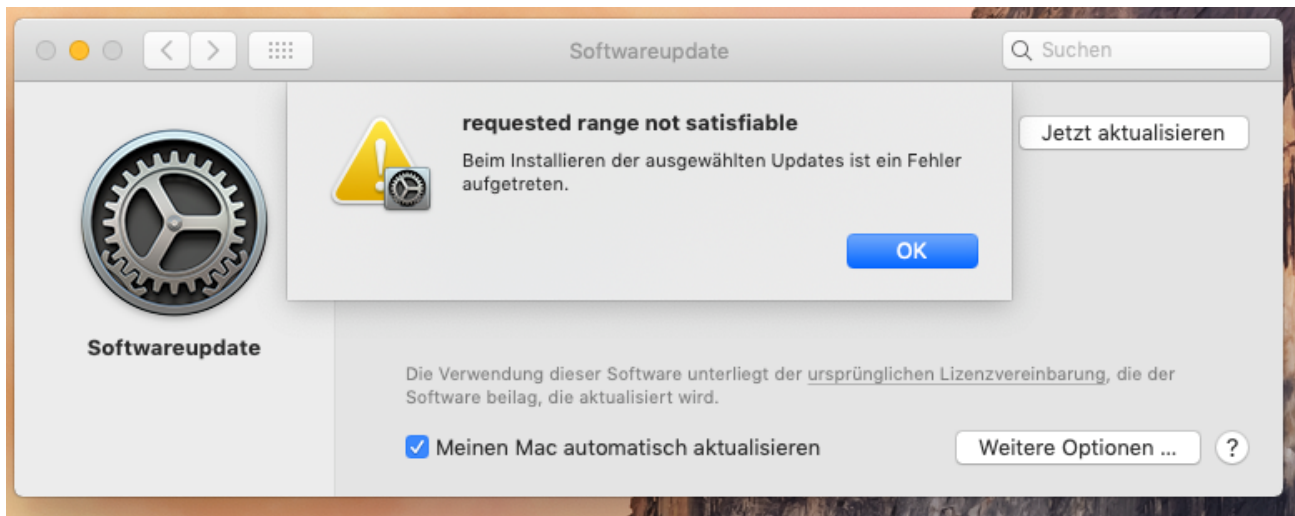 Softwareupdate
Suchen
requested range not satisfiable
Beim Installieren der ausgewählten Updates ist ein Fehler
aufgetreten.
OK
Jetzt aktualisieren
Softwareupdate
Die Verwendung dieser Software unterliegt der ursprünglichen Lizenzvereinbarung, die der
Software beilag, die aktualisiert wird.
Meinen Mac automatisch aktualisieren
Weitere Optionen ...
?